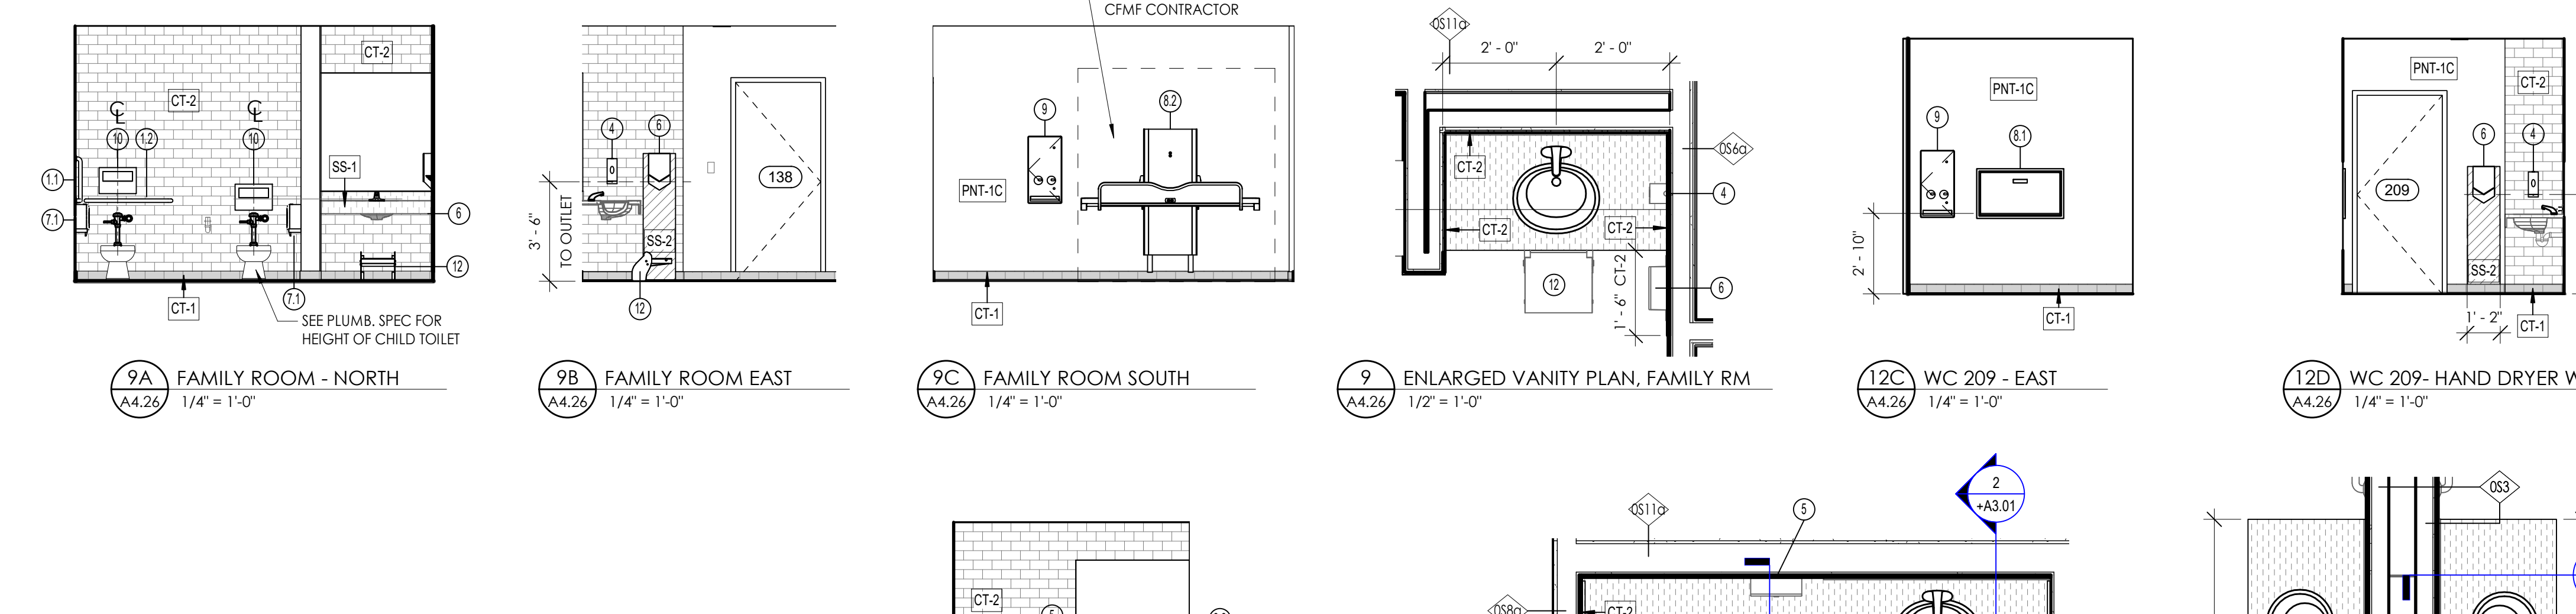 CFMF CONTRACTOR
CT-2
CT-2
10
1.2
10
SS-1
1.1
7.1
6
12
CT-1
7.1
SEE PLUMB. SPEC FOR
HEIGHT OF CHILD TOILET
9A
A4.26
FAMILY ROOM - NORTH
1/4" = 1'-0"
4
6
138
3' - 6"
TO OUTLET
SS-2
12
9B
A4.26
FAMILY ROOM EAST
1/4" = 1'-0"
9
8.2
PNT-1C
CT-1
9C
A4.26
FAMILY ROOM SOUTH
1/4" = 1'-0"
0S11a
2' - 0"
2' - 0"
CT-2
0S6a
4
CT-2
CT-2
12
1' - 6"
CT-2
6
9
A4.26
ENLARGED VANITY PLAN, FAMILY RM
1/2" = 1'-0"
PNT-1C
9
8.1
2' - 10"
CT-1
12C
A4.26
WC 209 - EAST
1/4" = 1'-0"
PNT-1C
CT-2
6
4
209
SS-2
1' - 2"
CT-1
12D
A4.26
WC 209- HAND DRYER W
1/4" = 1'-0"
CT-2
0S11a
5
2
+A3.01
0S8a
CT-2
0S3